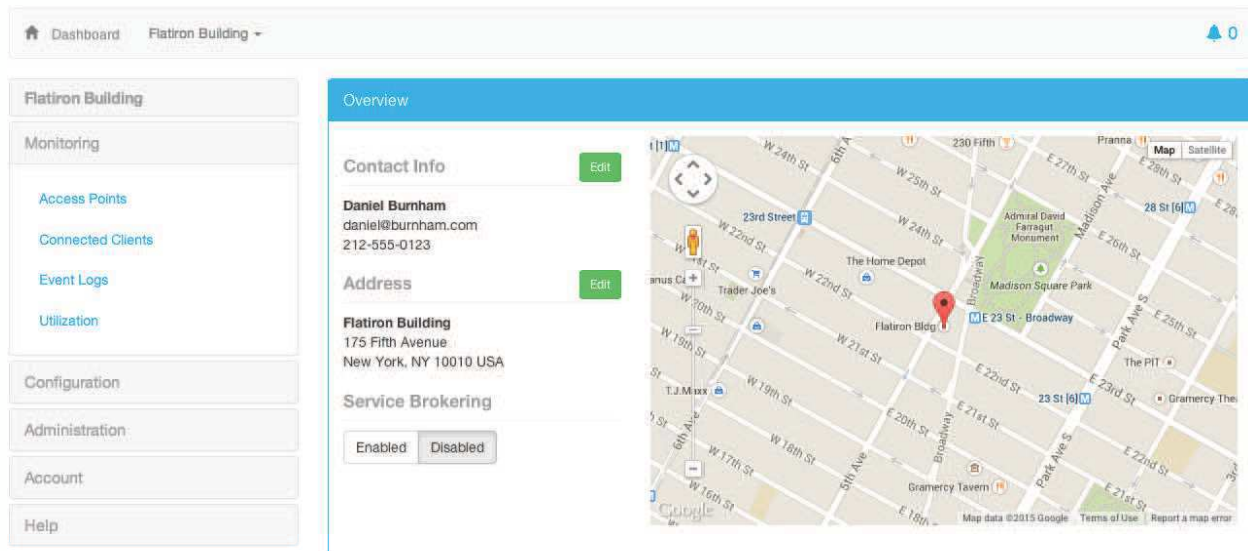 Dashboard Flatiron Building
0
Flatiron Building
Monitoring
Access Points
Connected Clients
Event Logs
Utilization
Configuration
Administration
Account
Help
Overview
Contact Info
Edit
Daniel Burnham
daniel@burnham.com
212-555-0123
Address
Edit
Flatiron Building
175 Fifth Avenue
New York, NY 10010 USA
Service Brokering
Enabled Disabled
230 Fifth
Pranna
Map Satellite
W 24th St
6th Ave
W 25th St
E 27th St
E 28th St
Madison Ave
28 St [6] M
E 28
23rd Street
W 24th St
Admiral David
Farragut
Monument
E 26th St
W 22nd St
The Home Depot
Broadway
Madison Square Park
Trader Joe's
W 22nd St
W 20th St
Flatiron Bldg
M E 23 St - Broadway
Park Ave S
E 25th St
W 19th St
W 21st St
The PIT
E 22nd St
E 23rd St
T.J.Maxx
W 19th St
23 St [6] M
Gramercy The
E 20th St
E 21st St
6th Ave
W 18th St
Broadway
W 17th St
5th Ave
Park Ave S
E 22nd St
W 16th St
Gramercy Tavern
E 21st St
Google
E 18th
Map data ©2015 Google Terms of Use Report a map error